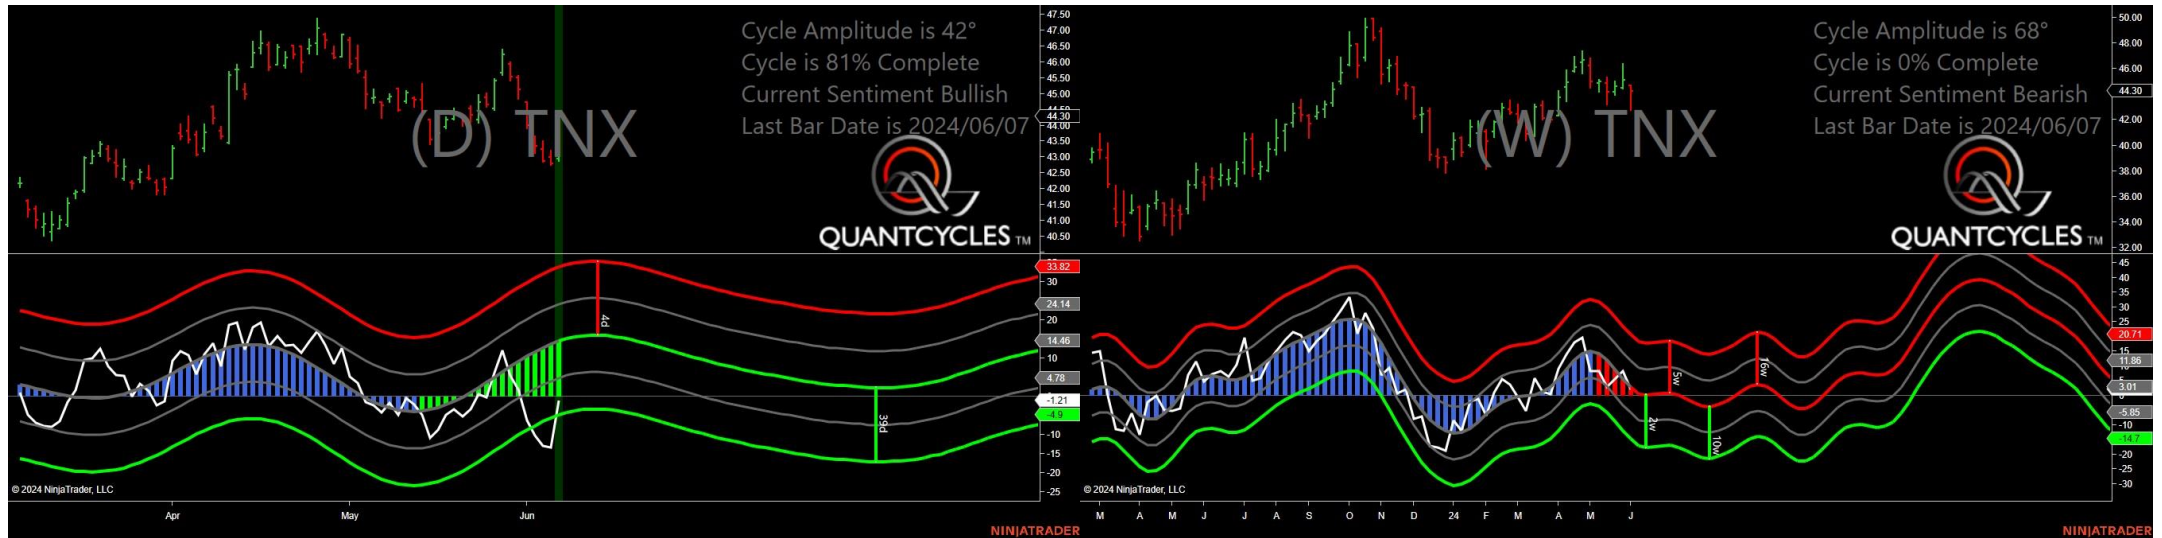 Cycle Amplitude is 42°
Cycle is 81% Complete
Current Sentiment Bullish
Last Bar Date is 2024/06/07
(D) TNX
QUANTCYCLES TM
47.50
47.00
46.50
46.00
45.50
45.00
44.50
44.30
44.00
43.50
43.00
42.50
42.00
41.50
41.00
40.50
33.82
30
24.14
20
14.46
10
4.78
-1.21
-4.9
-10
-15
-20
-25
4d
39d
© 2024 NinjaTrader, LLC
Apr
May
Jun
NINJATRADER
Cycle Amplitude is 68°
Cycle is 0% Complete
Current Sentiment Bearish
Last Bar Date is 2024/06/07
(W) TNX
QUANTCYCLES TM
50.00
48.00
46.00
44.30
42.00
40.00
38.00
36.00
34.00
32.00
45
40
35
30
25
20.71
15
11.86
3.01
-5.85
-10
-14.7
-20
-25
-30
5w
16w
2w
10w
© 2024 NinjaTrader, LLC
M A M J J A S O N D 24 F M A M J
NINJATRADER